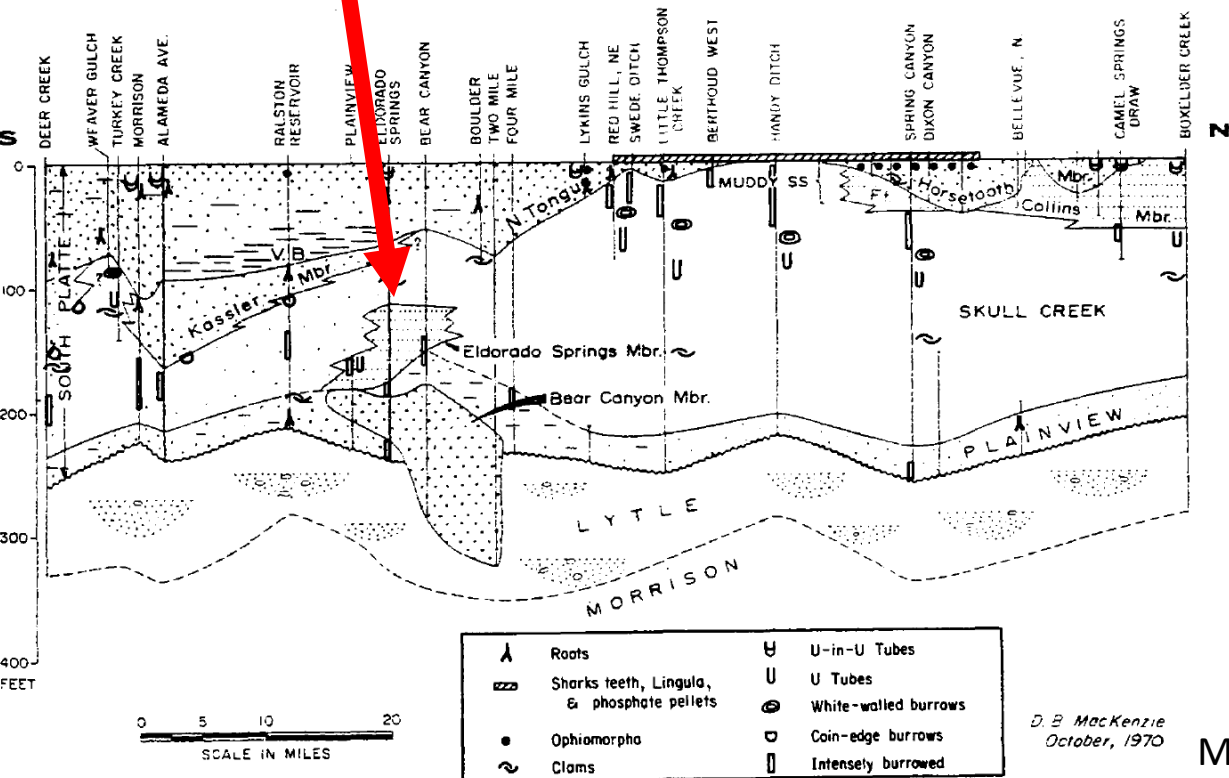 DEER CREEK
WEAVER GULCH
TURKEY CREEK
MORRISON
ALAMEDA AVE.
RALSTON
RESERVOIR
PLAINVIEW
ELDORADO
SPRINGS
BEAR CANYON
BOULDER
TWO MILE
FOUR MILE
LYKINS GULCH
RED HILL, NE
SWEDE DITCH
LITTLE THOMPSON
CREEK
BERTHOUD WEST
HANDY DITCH
SPRING CANYON
DIXON CANYON
BELLEVUE, N.
CAMEL SPRINGS
DRAW
BOXELDER CREEK
S
N
0
100
200
300
400
FEET
SOUTH PLATTE
V.B.
Kassler Mbr.
?
?
N Tongue
MUDDY SS
Ft
Collins
Mbr.
Horsetooth
Mbr.
SKULL CREEK
Eldorado Springs Mbr.
Bear Canyon Mbr.
PLAINVIEW
LYTLE
MORRISON
Roots
Sharks teeth, Lingula,
& phosphate pellets
Ophiomorpha
Clams
U-in-U Tubes
U Tubes
White-walled burrows
Coin-edge burrows
Intensely burrowed
0 5 10 20
SCALE IN MILES
D. B. MacKenzie
October, 1970
M